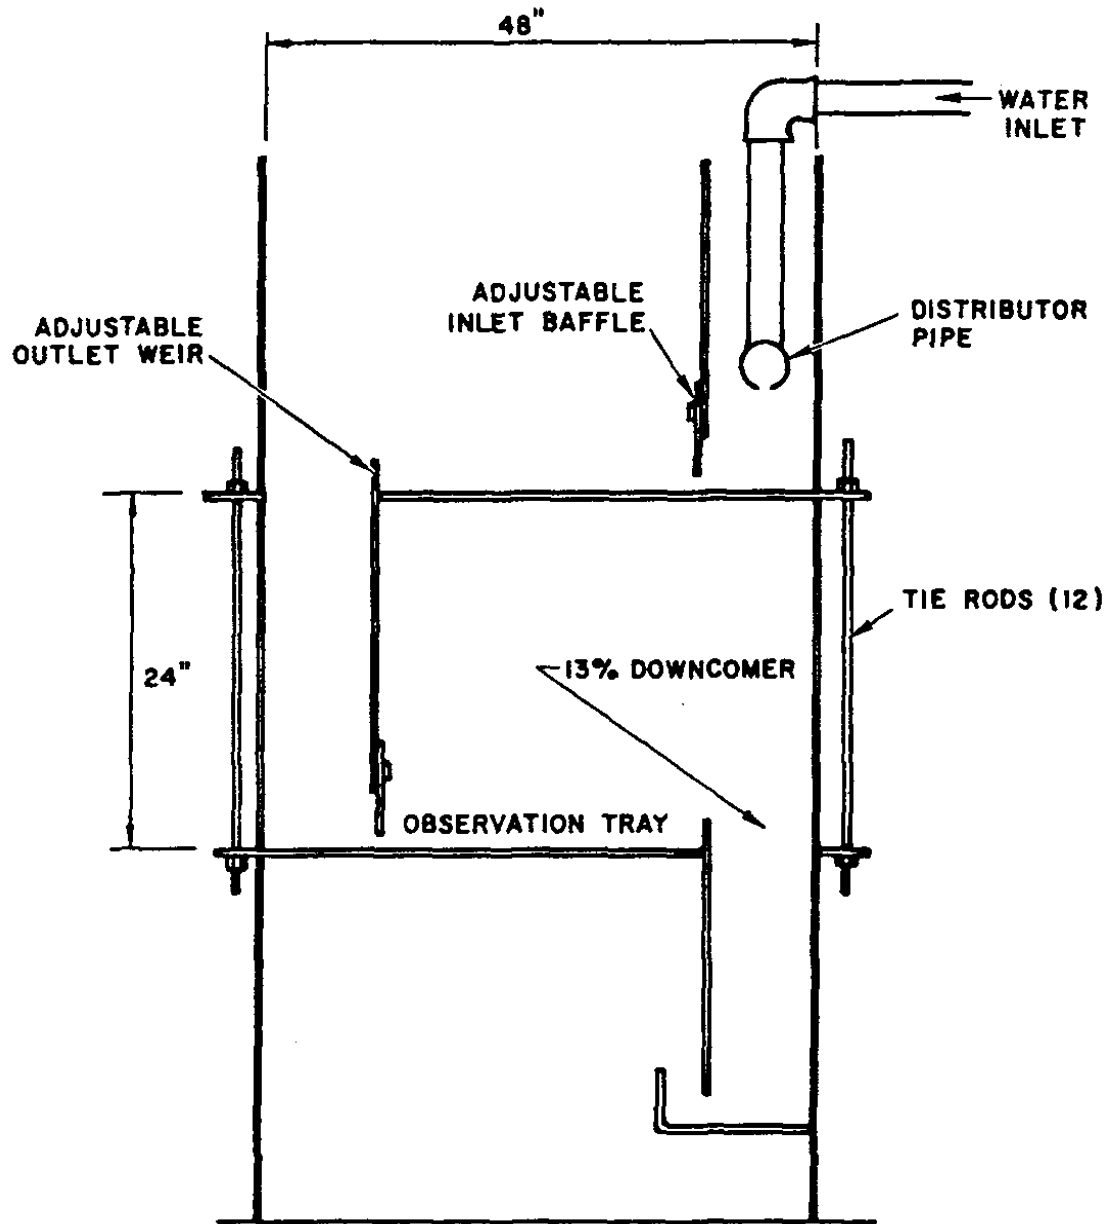 48"
WATER
INLET
ADJUSTABLE
INLET BAFFLE
DISTRIBUTOR
PIPE
ADJUSTABLE
OUTLET WEIR
TIE RODS (12)
24"
13% DOWNCOMER
OBSERVATION TRAY